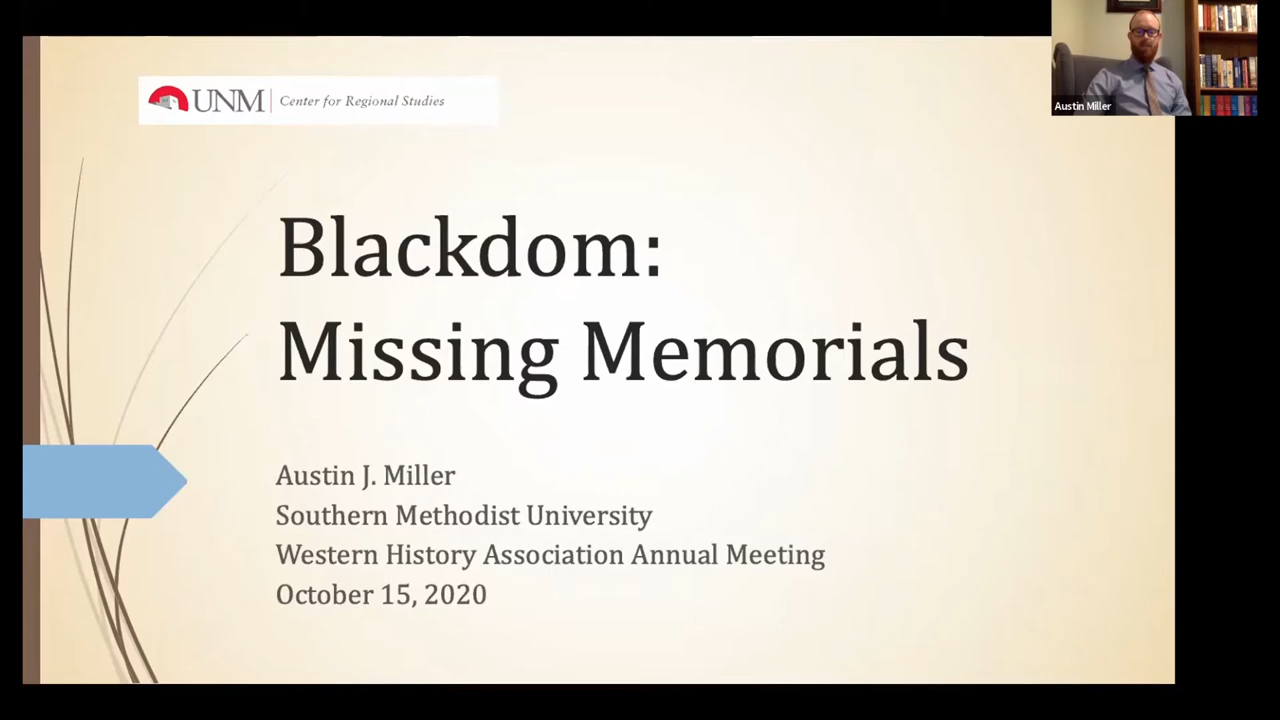 UNM | Center for Regional Studies
Austin Miller
Blackdom:
Missing Memorials
Austin J. Miller
Southern Methodist University
Western History Association Annual Meeting
October 15, 2020